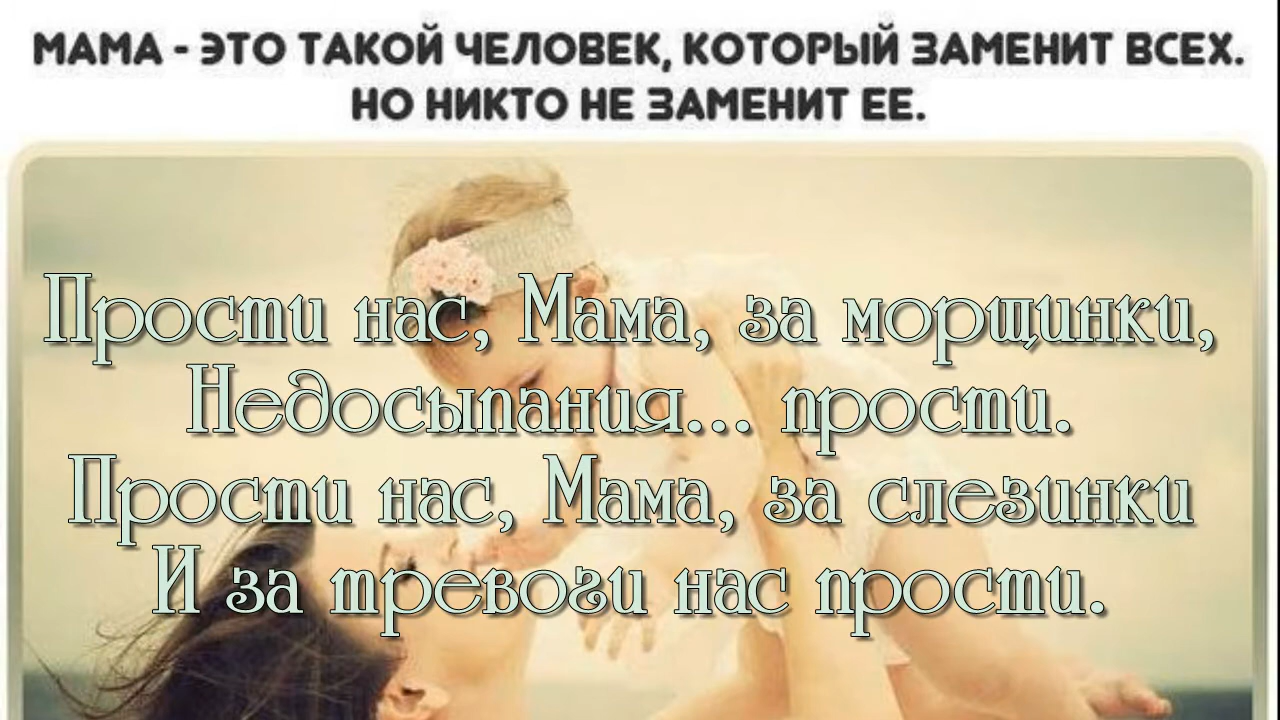 МАМА - ЭТО ТАКОЙ ЧЕЛОВЕК, КОТОРЫЙ ЗАМЕНИТ ВСЕХ.
НО НИКТО НЕ ЗАМЕНИТ ЕЕ.
Прости нас, Мама, за морщинки,
Недосыпания... прости.
Прости нас, Мама, за слезинки
И за тревоги нас прости.